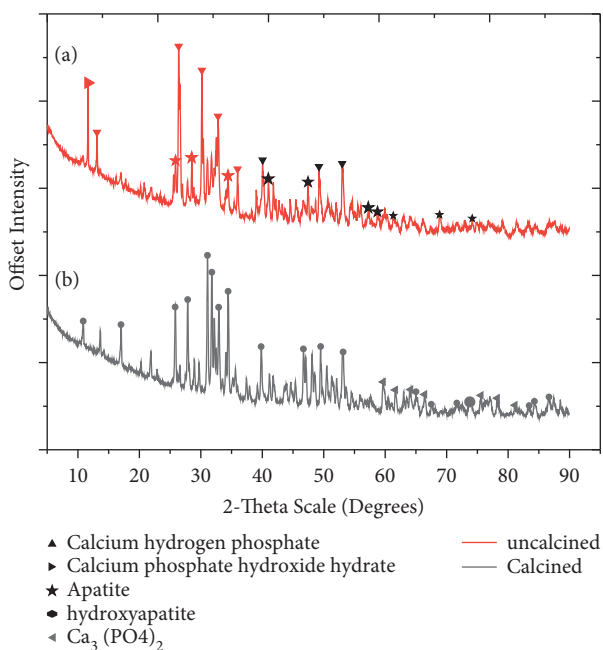 (a)
(b)
Offset Intensity
10 20 30 40 50 60 70 80 90
2-Theta Scale (Degrees)
Calcium hydrogen phosphate
Calcium phosphate hydroxide hydrate
Apatite
hydroxyapatite
Ca3 (PO4)2
uncalcined
Calcined